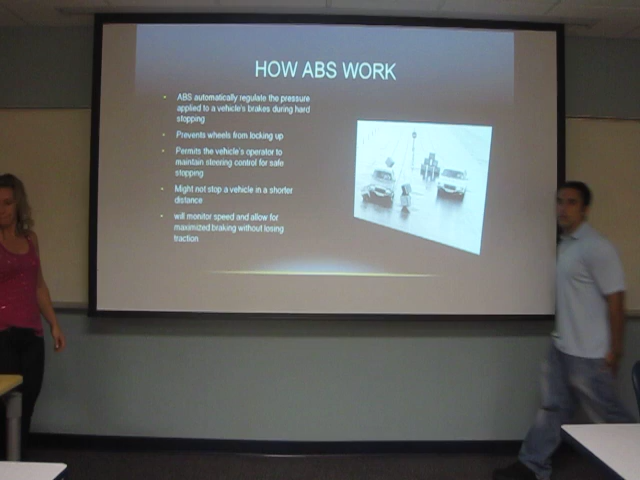 HOW ABS WORK
• ABS automatically regulate the pressure
applied to a vehicle's brakes during hard
stopping
• Prevents wheels from locking up
• Permits the vehicle's operator to
maintain steering control for safe
stopping
• Might not stop a vehicle in a shorter
distance
• will monitor speed and allow for
maximized braking without losing
traction